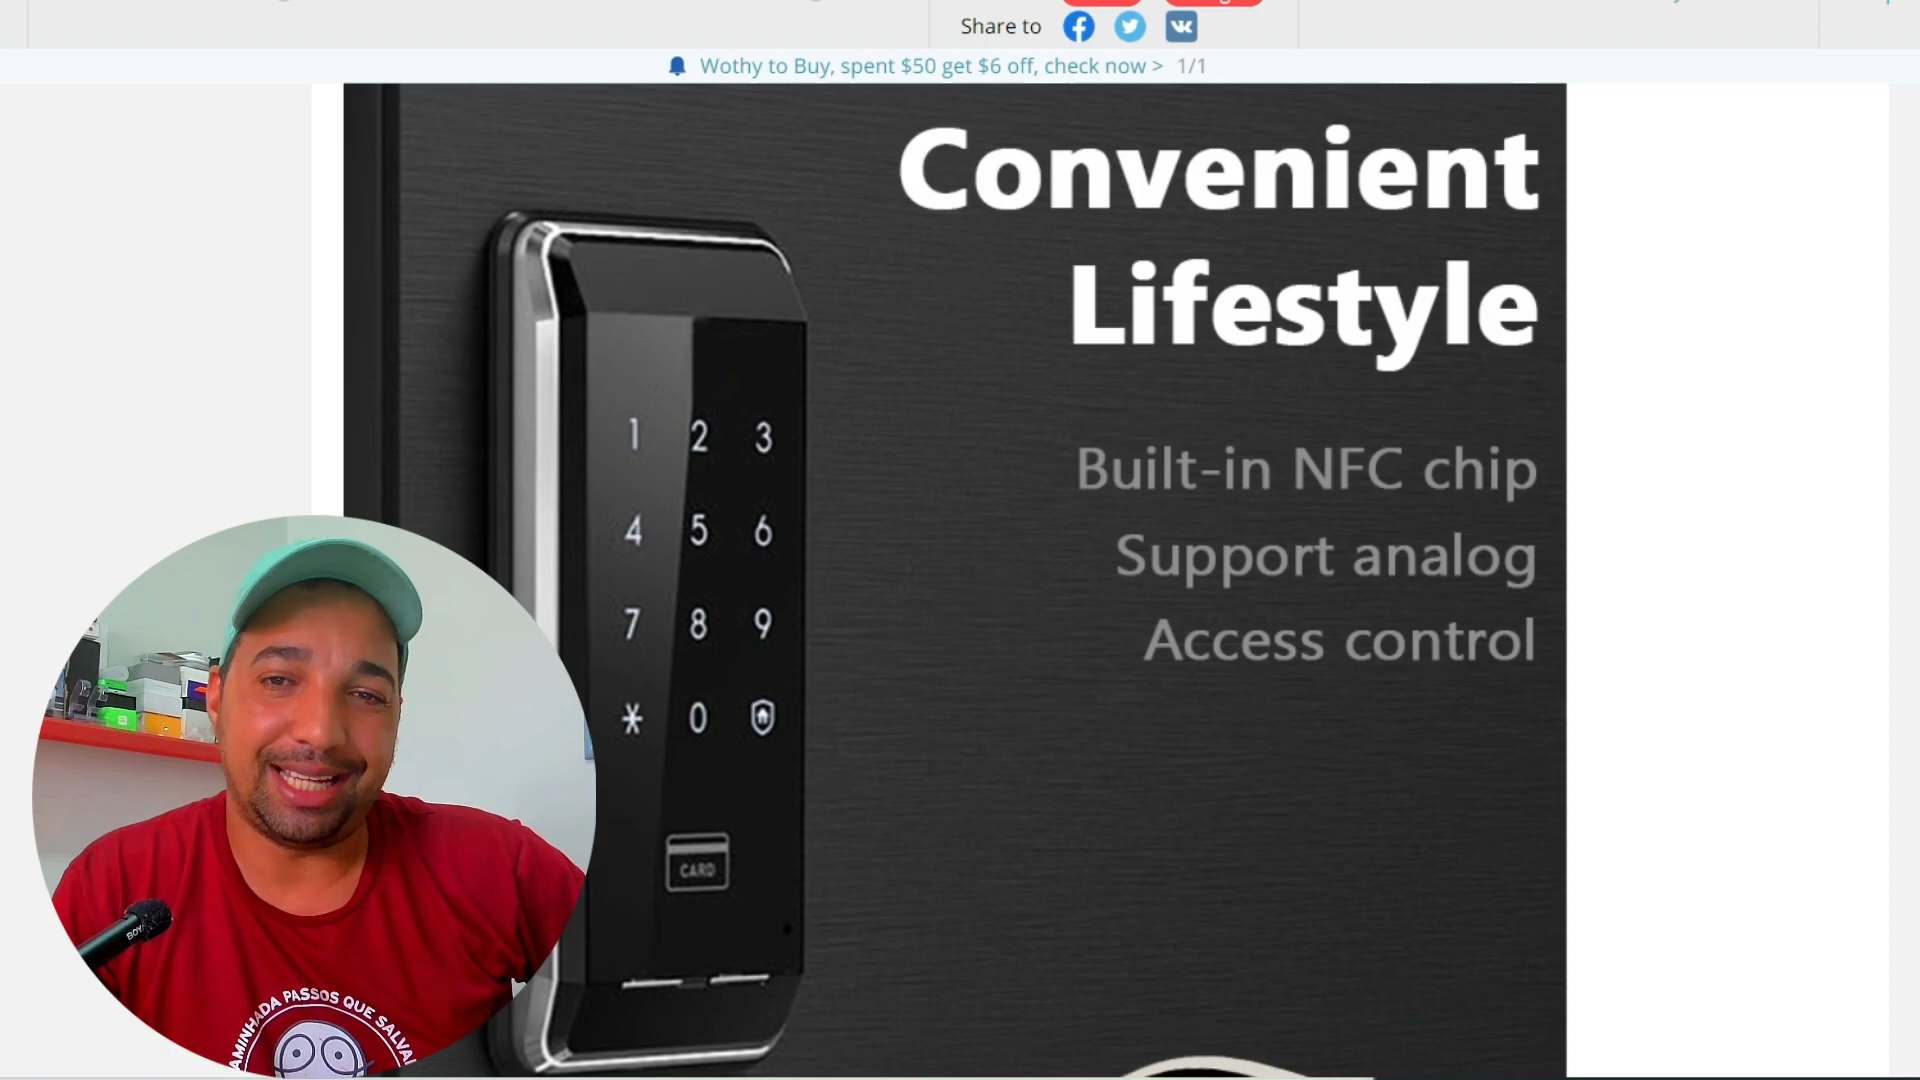 Share to
Wothy to Buy, spent $50 get $6 off, check now > 1/1
Convenient
Lifestyle
Built-in NFC chip
Support analog
Access control
1 2 3
4 5 6
7 8 9
* 0
CARD
BOYA
AMINHADA PASSOS QUE SALVA